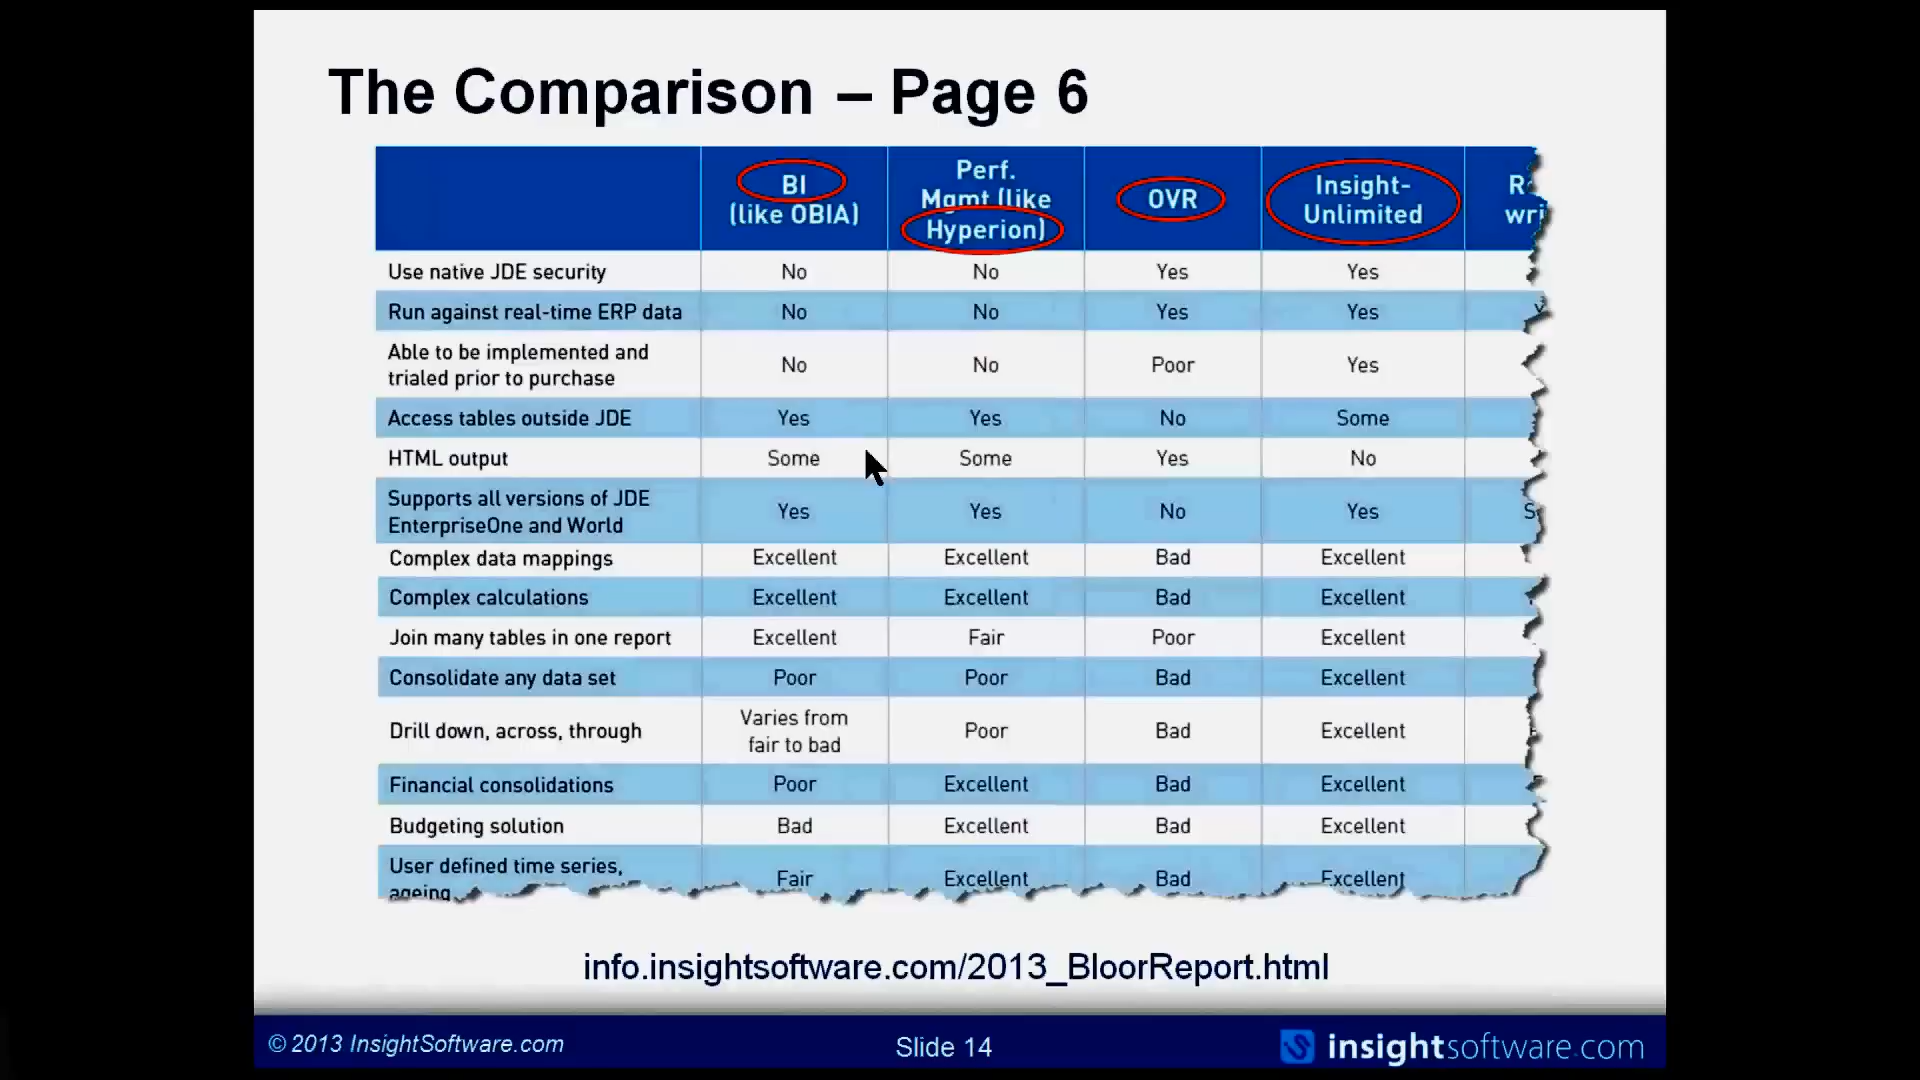 The Comparison – Page 6
BI
(like OBIA)
Perf.
Mgmt (like
Hyperion)
OVR
Insight-
Unlimited
Use native JDE security No No Yes Yes
Run against real-time ERP data No No Yes Yes
Able to be implemented and
trialed prior to purchase No No Poor Yes
Access tables outside JDE Yes Yes No Some
HTML output Some Some Yes No
Supports all versions of JDE
EnterpriseOne and World Yes Yes No Yes
Complex data mappings Excellent Excellent Bad Excellent
Complex calculations Excellent Excellent Bad Excellent
Join many tables in one report Excellent Fair Poor Excellent
Consolidate any data set Poor Poor Bad Excellent
Drill down, across, through Varies from
fair to bad Poor Bad Excellent
Financial consolidations Poor Excellent Bad Excellent
Budgeting solution Bad Excellent Bad Excellent
User defined time series,
ageing Fair Excellent Bad Excellent
info.insightsoftware.com/2013_BloorReport.html
© 2013 InsightSoftware.com
Slide 14
insightsoftware.com